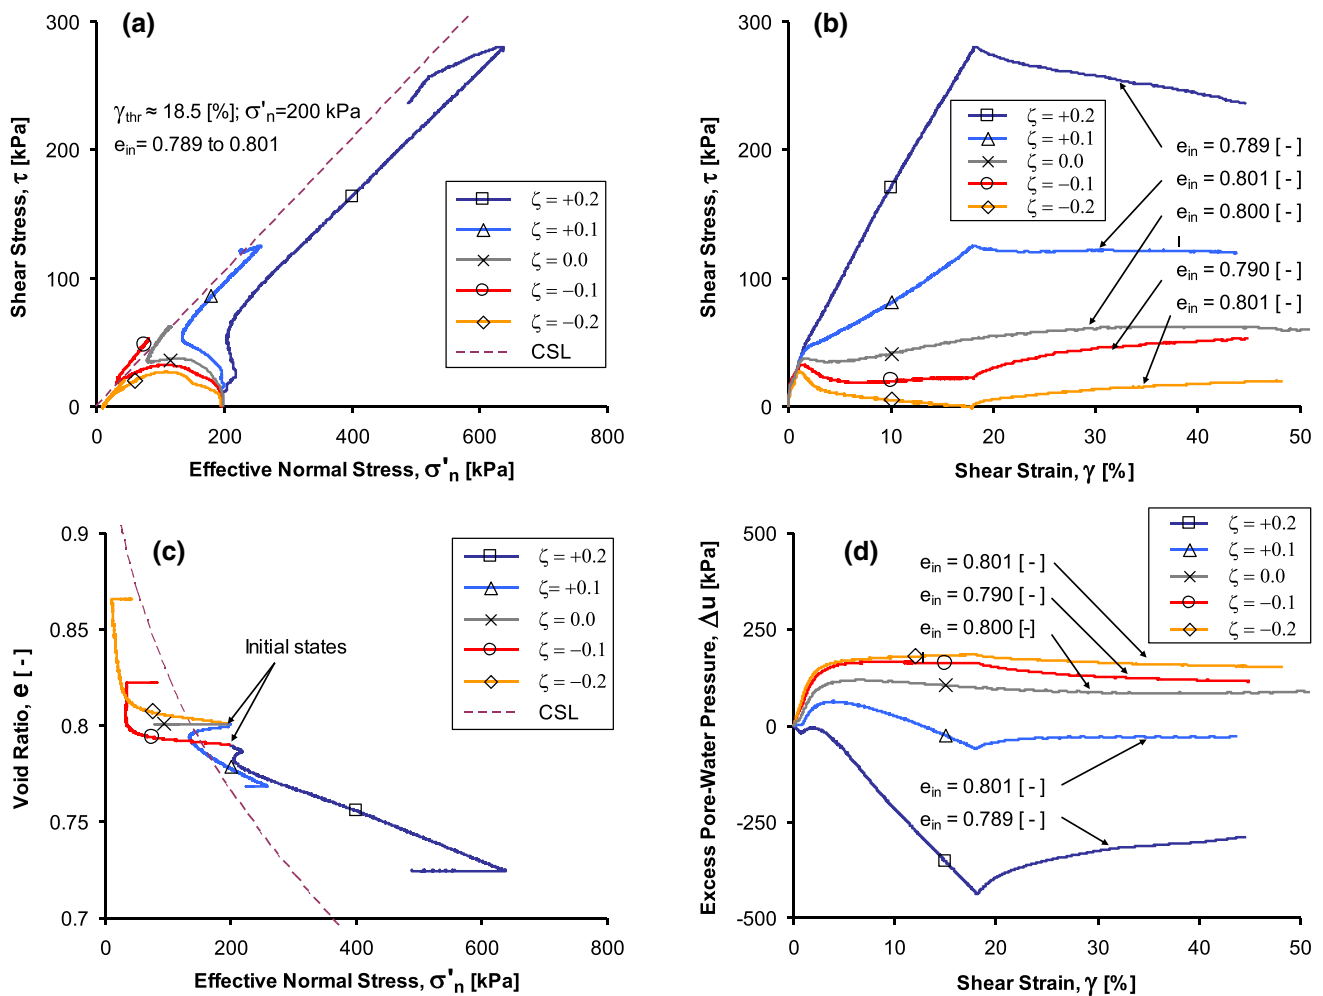 (a)
300
200
100
0
Shear Stress, τ [kPa]
γthr ≈ 18.5 [%]; σ'n=200 kPa
ein= 0.789 to 0.801
ζ = +0.2
ζ = +0.1
ζ = 0.0
ζ = −0.1
ζ = −0.2
CSL
0 200 400 600 800
Effective Normal Stress, σ'n [kPa]
(b)
300
200
100
0
Shear Stress, τ [kPa]
ζ = +0.2
ζ = +0.1
ζ = 0.0
ζ = −0.1
ζ = −0.2
ein = 0.789 [ - ]
ein = 0.801 [ - ]
ein = 0.800 [ - ]
ein = 0.790 [ - ]
ein = 0.801 [ - ]
0 10 20 30 40 50
Shear Strain, γ [%]
(c)
0.9
0.85
0.8
0.75
0.7
Void Ratio, e [ - ]
Initial states
ζ = +0.2
ζ= +0.1
ζ = 0.0
ζ = −0.1
ζ = −0.2
CSL
0 200 400 600 800
Effective Normal Stress, σ'n [kPa]
(d)
500
250
0
-250
-500
Excess Pore-Water Pressure, Δu [kPa]
ζ = +0.2
ζ = +0.1
ζ = 0.0
ζ = −0.1
ζ = −0.2
ein = 0.801 [ - ]
ein = 0.790 [ - ]
ein = 0.800 [-]
ein = 0.801 [ - ]
ein = 0.789 [ - ]
0 10 20 30 40 50
Shear Strain, γ [%]